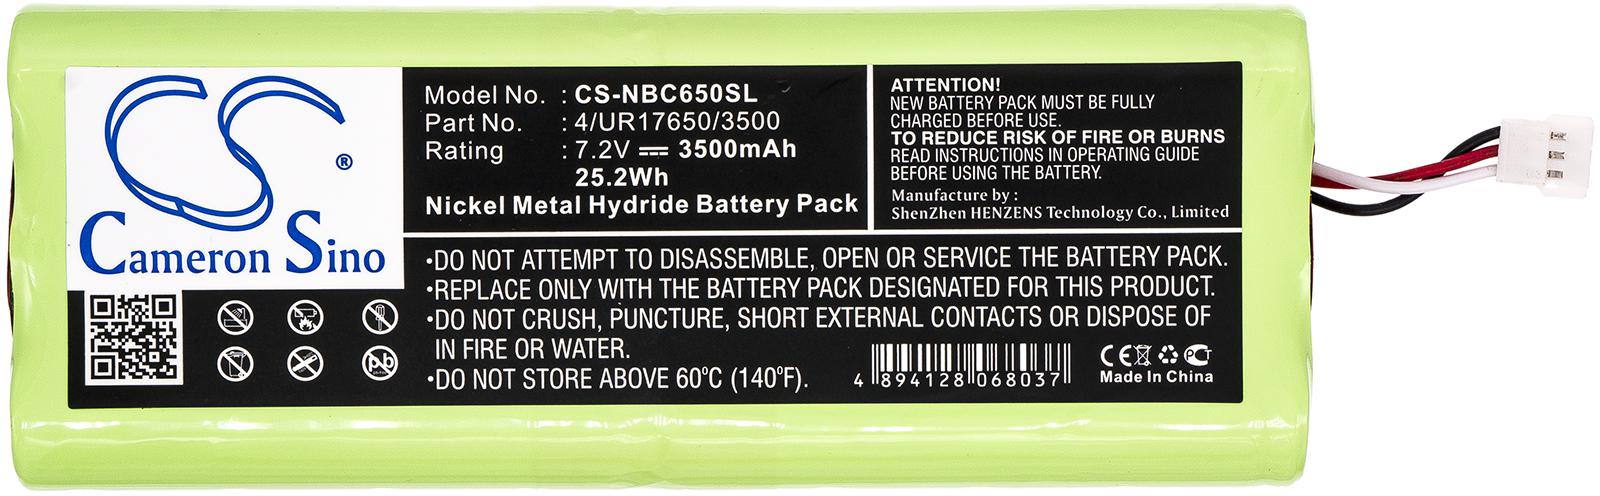 CS®
Cameron Sino
Model No. : CS-NBC650SL
Part No. : 4/UR17650/3500
Rating : 7.2V 3500mAh
25.2Wh
Nickel Metal Hydride Battery Pack
ATTENTION!
NEW BATTERY PACK MUST BE FULLY
CHARGED BEFORE USE.
TO REDUCE RISK OF FIRE OR BURNS
READ INSTRUCTIONS IN OPERATING GUIDE
BEFORE USING THE BATTERY.
Manufacture by :
ShenZhen HENZENS Technology Co., Limited
•DO NOT ATTEMPT TO DISASSEMBLE, OPEN OR SERVICE THE BATTERY PACK.
•REPLACE ONLY WITH THE BATTERY PACK DESIGNATED FOR THIS PRODUCT.
•DO NOT CRUSH, PUNCTURE, SHORT EXTERNAL CONTACTS OR DISPOSE OF
IN FIRE OR WATER.
•DO NOT STORE ABOVE 60°C (140°F).
Pb
4 894128 068037
CE
Made In China